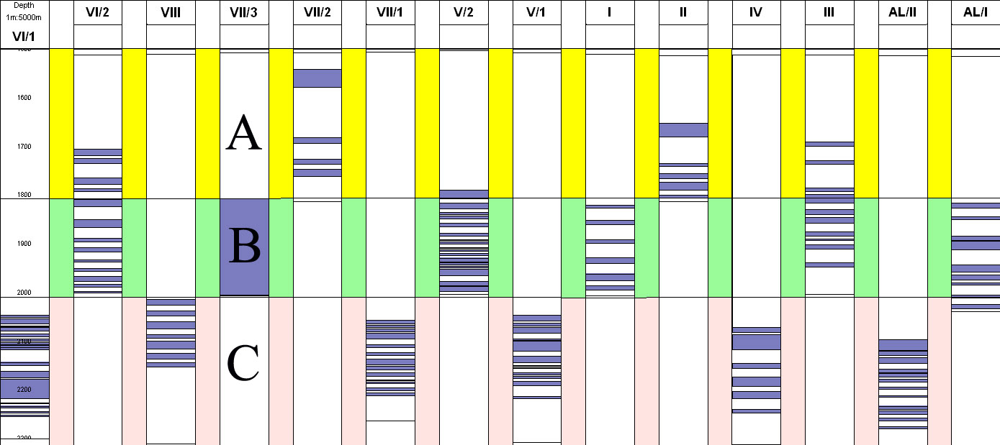 Depth
1m:5000m
VI/1
VI/2
VIII
VII/3
VII/2
VII/1
V/2
V/1
I
II
IV
III
AL/II
AL/I
1600
1700
1800
1900
2000
2100
2200
A
B
C